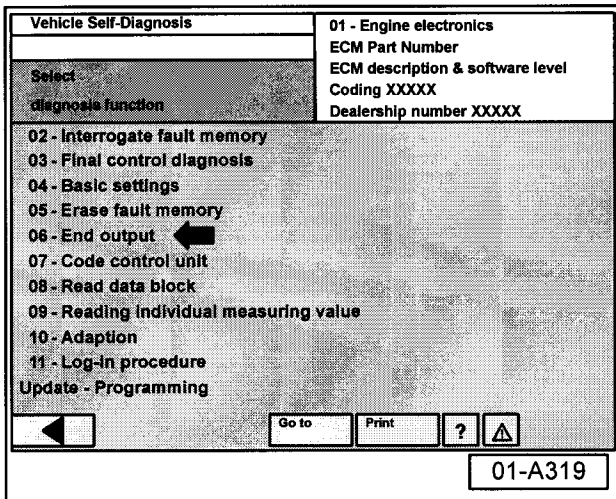 Vehicle Self-Diagnosis
01 - Engine electronics
ECM Part Number
ECM description & software level
Coding XXXXX
Dealership number XXXXX
Select
diagnosis function
02 - Interrogate fault memory
03 - Final control diagnosis
04 - Basic settings
05 - Erase fault memory
06 - End output
07 - Code control unit
08 - Read data block
09 - Reading individual measuring value
10 - Adaption
11 - Log-in procedure
Update - Programming
Go to
Print
?
01-A319